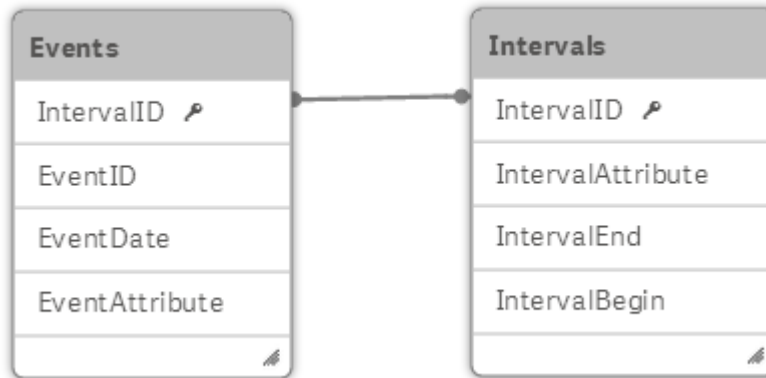 Events
IntervalID
EventID
EventDate
EventAttribute
Intervals
IntervalID
IntervalAttribute
IntervalEnd
IntervalBegin